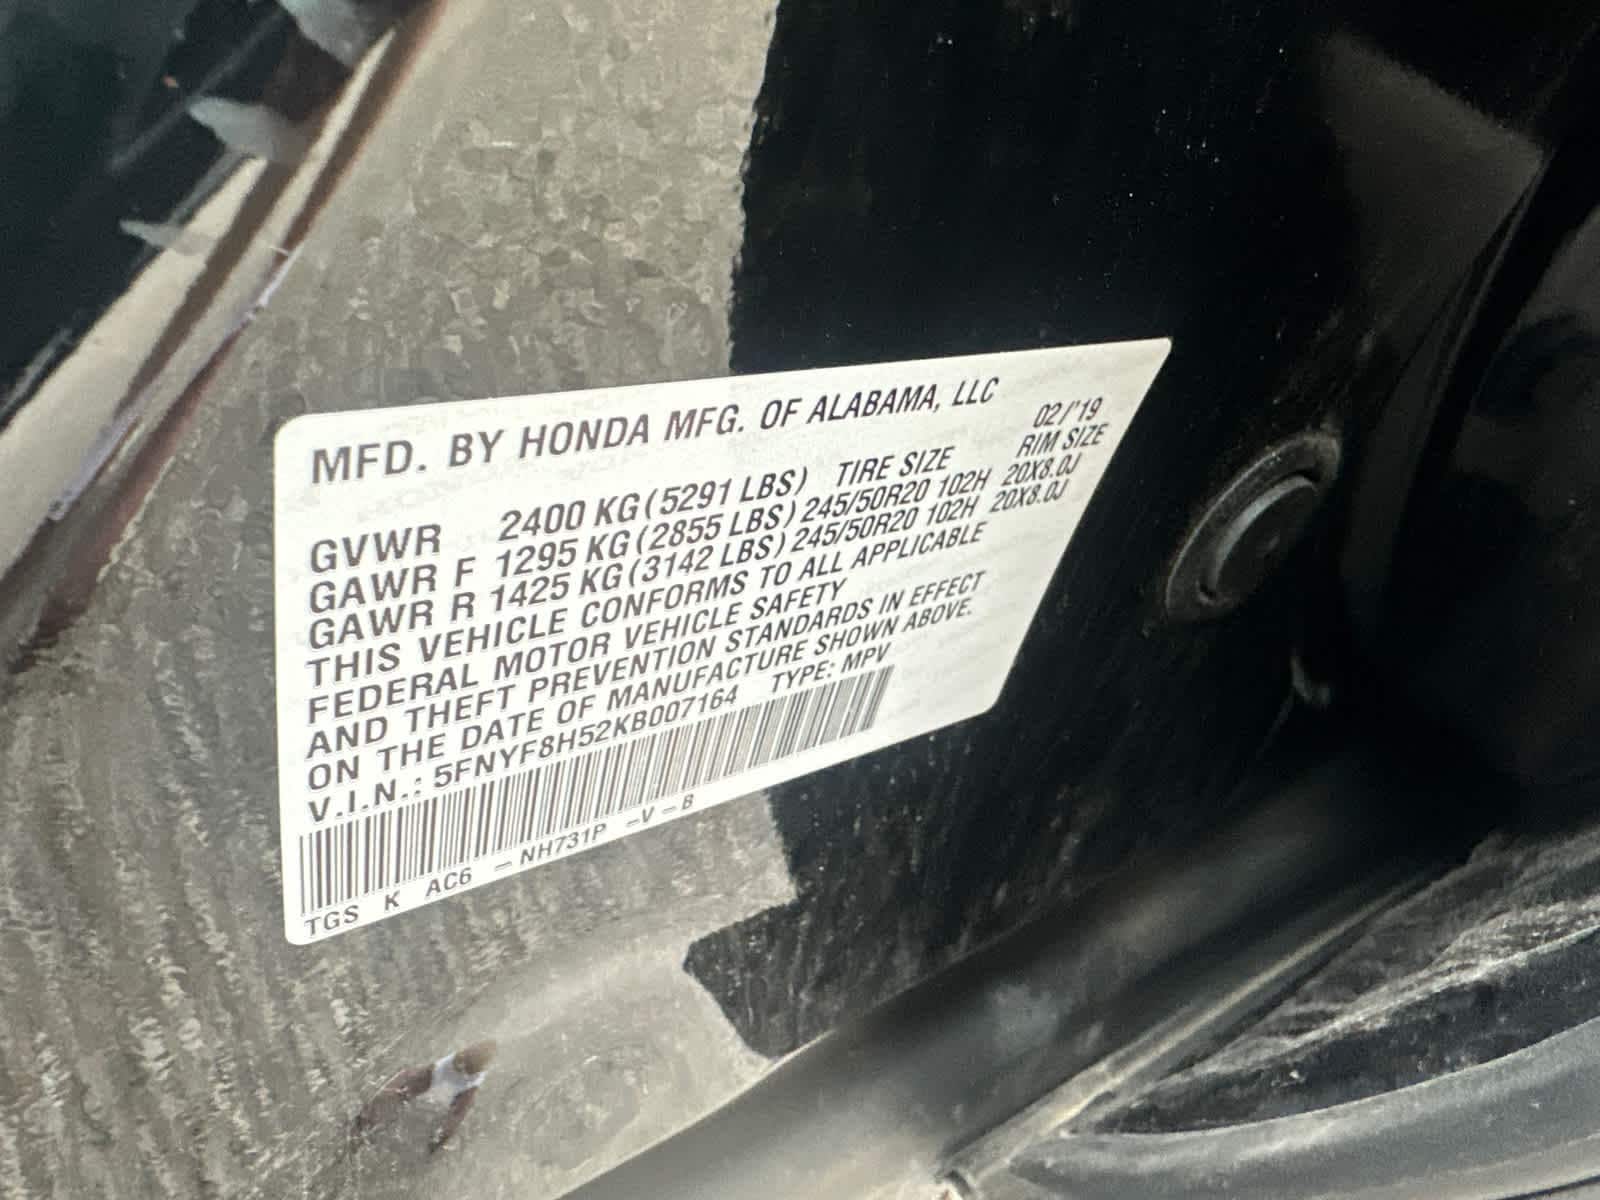 MFD. BY HONDA MFG. OF ALABAMA, LLC
02/'19
GVWR 2400 KG (5291 LBS) TIRE SIZE RIM SIZE
GAWR F 1295 KG (2855 LBS) 245/50R20 102H 20X8.0J
GAWR R 1425 KG (3142 LBS) 245/50R20 102H 20X8.0J
THIS VEHICLE CONFORMS TO ALL APPLICABLE
FEDERAL MOTOR VEHICLE SAFETY
AND THEFT PREVENTION STANDARDS IN EFFECT
ON THE DATE OF MANUFACTURE SHOWN ABOVE.
V.I.N.: 5FNYF8H52KB007164 TYPE: MPV
TGS K AC6 - NH731P -V-B